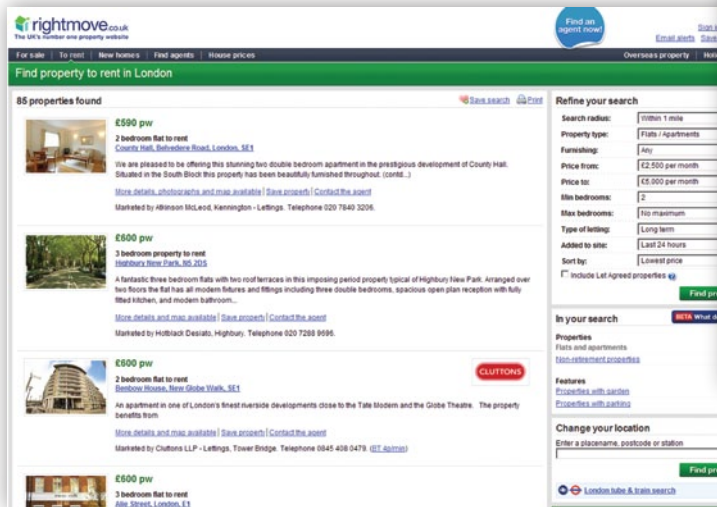 rightmove.co.uk
The UK's number one property website
Find an
agent now!
Sign
Email alerts Save
For sale To rent New homes Find agents House prices
Overseas property
Find property to rent in London
85 properties found
Save search Print
£590 pw
2 bedroom flat to rent
County Hall, Belvedere Road, London, SE1
We are pleased to be offering this stunning two double bedroom apartment in the prestigious development of County Hall.
Situated in the South Block this property has been beautifully furnished throughout. (contd...)
More details, photographs and map available | Save property | Contact the agent
Marketed by Atkinson McLeod, Kennington - Lettings. Telephone 020 7840 3206.
£600 pw
3 bedroom property to rent
Highbury New Park, N5 2DS
A fantastic three bedroom flats with two roof terraces in this imposing period property typical of Highbury New Park. Arranged over
two floors the flat has all modern fixtures and fittings including three double bedrooms, spacious open plan reception with fully
fitted kitchen, and modern bathroom...
More details and map available | Save property | Contact the agent
Marketed by Hotblack Desiato, Highbury. Telephone 020 7288 9696.
£600 pw
2 bedroom flat to rent
Benbow House, New Globe Walk, SE1
CLUTTONS
An apartment in one of London's finest riverside developments close to the Tate Modern and the Globe Theatre. The property
benefits from
More details and map available | Save property | Contact the agent
Marketed by Cluttons LLP - Lettings, Tower Bridge. Telephone 0845 408 0479. (BT 4p/min)
£600 pw
3 bedroom flat to rent
Alie Street, London, E1
Refine your search
Search radius: Within 1 mile
Property type: Flats / Apartments
Furnishing: Any
Price from: £2,500 per month
Price to: £5,000 per month
Min bedrooms: 2
Max bedrooms: No maximum
Type of letting: Long term
Added to site: Last 24 hours
Sort by: Lowest price
Include Let Agreed properties
Find pr
In your search
BETA What d
Properties
Flats and apartments
Non-retirement properties
Features
Properties with garden
Properties with parking
Change your location
Enter a placename, postcode or station
Find pr
London tube & train search